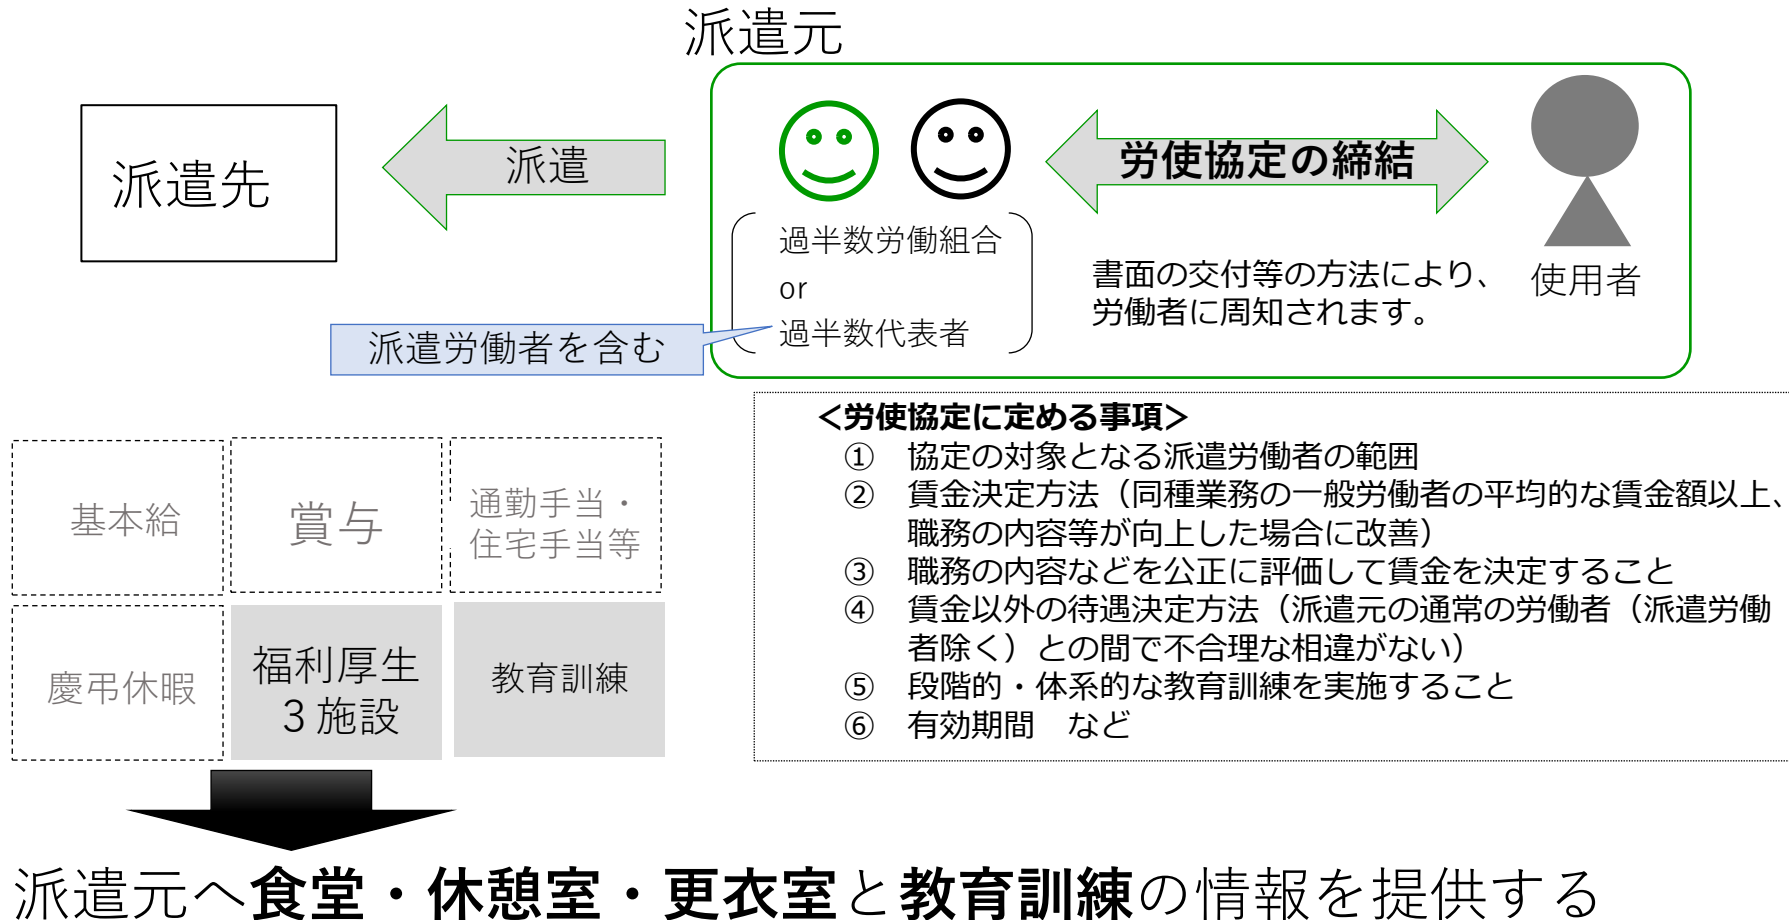 派遣元
派遣先
派遣
労使協定の締結
過半数労働組合
or
過半数代表者
派遣労働者を含む
書面の交付等の方法により、
労働者に周知されます。
使用者
＜労使協定に定める事項＞
① 協定の対象となる派遣労働者の範囲
② 賃金決定方法（同種業務の一般労働者の平均的な賃金額以上、
職務の内容等が向上した場合に改善）
③ 職務の内容などを公正に評価して賃金を決定すること
④ 賃金以外の待遇決定方法（派遣元の通常の労働者（派遣労働
者除く）との間で不合理な相違がない）
⑤ 段階的・体系的な教育訓練を実施すること
⑥ 有効期間　など
基本給
賞与
通勤手当・
住宅手当等
慶弔休暇
福利厚生
３施設
教育訓練
派遣元へ食堂・休憩室・更衣室と教育訓練の情報を提供する